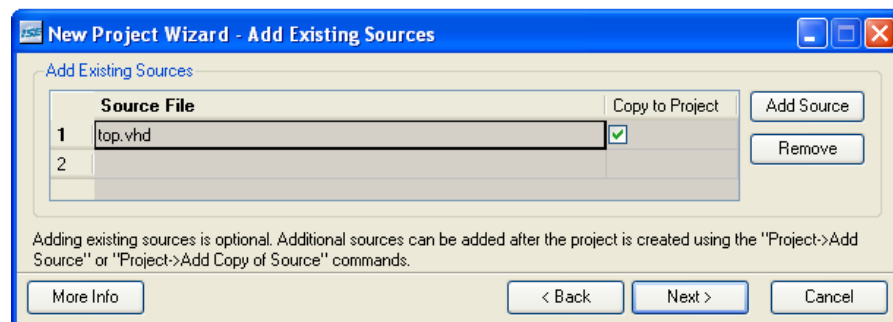 ISE New Project Wizard - Add Existing Sources
Add Existing Sources
Source File Copy to Project
1 top.vhd
2
Add Source
Remove
Adding existing sources is optional. Additional sources can be added after the project is created using the "Project->Add
Source" or "Project->Add Copy of Source" commands.
More Info < Back Next > Cancel